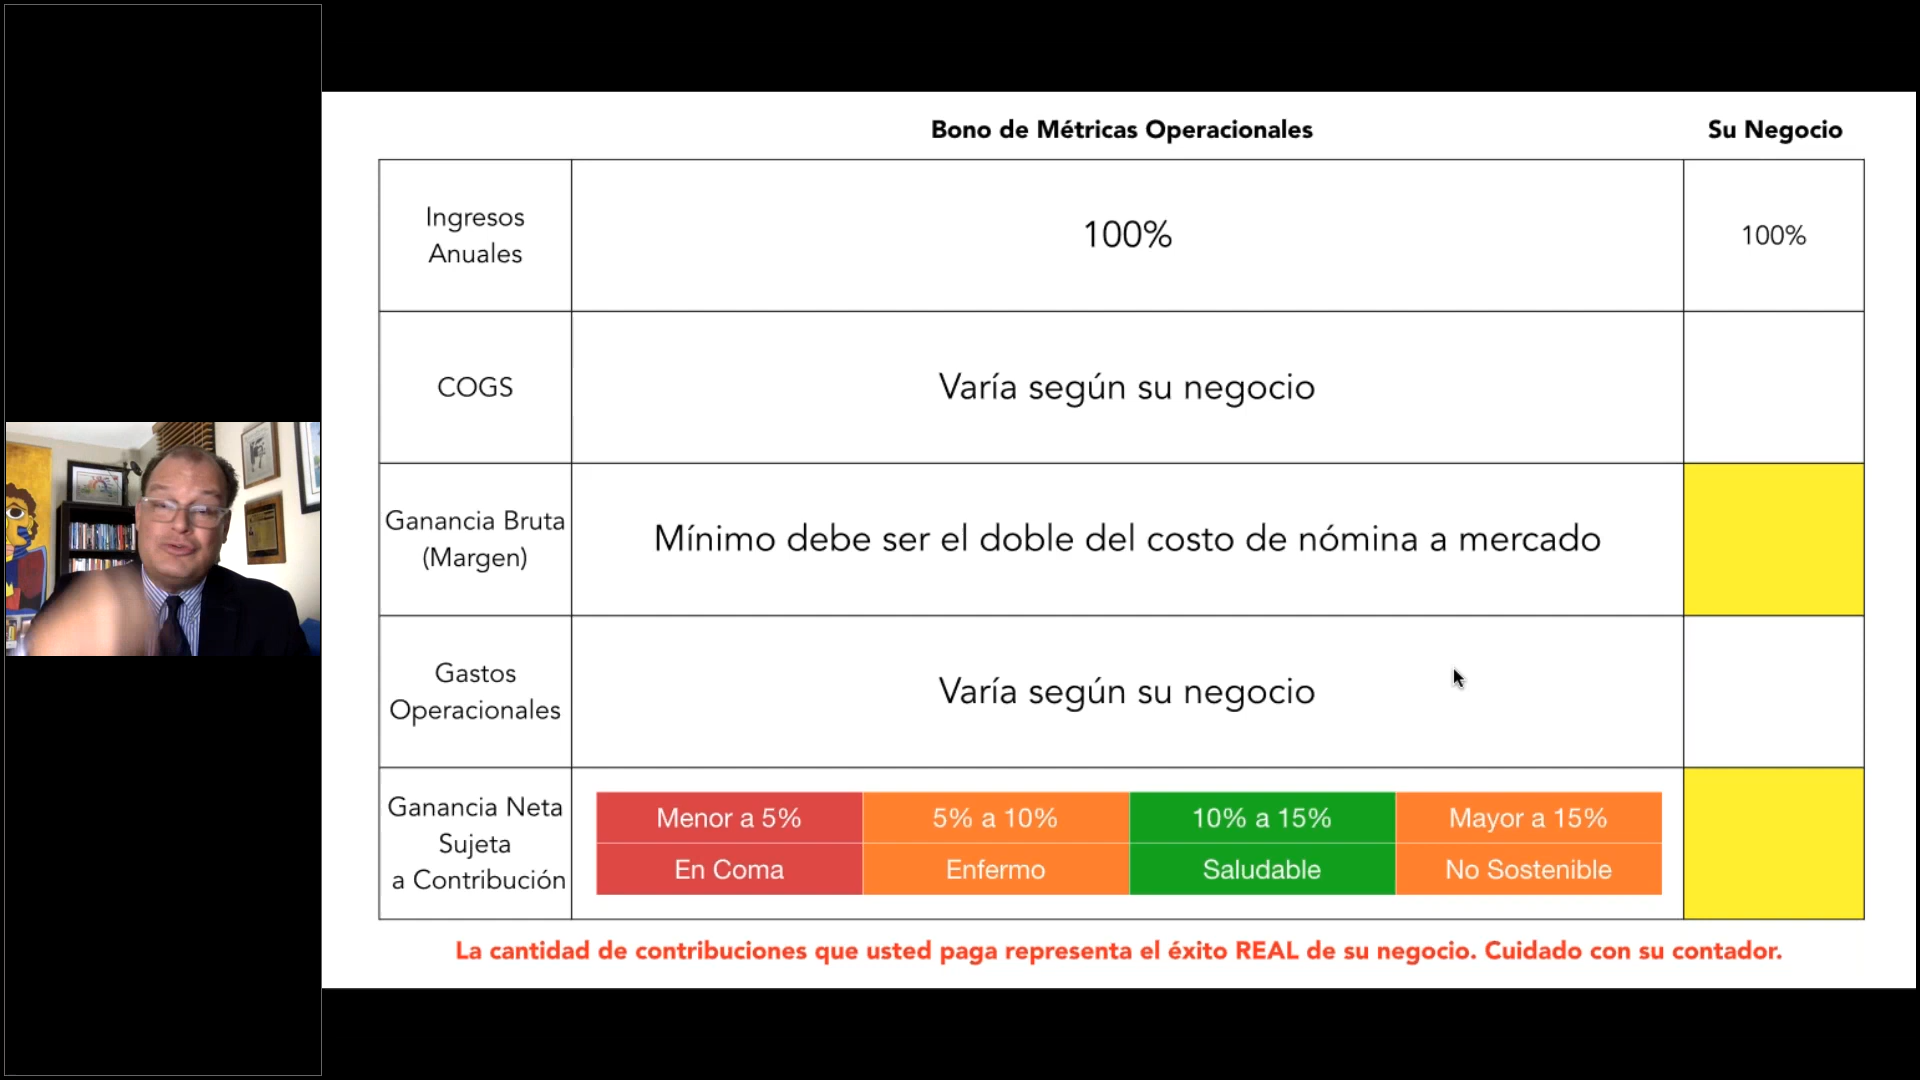 Bono de Métricas Operacionales
Su Negocio
Ingresos
Anuales
100%
100%
COGS
Varía según su negocio
Ganancia Bruta
(Margen)
Mínimo debe ser el doble del costo de nómina a mercado
Gastos
Operacionales
Varía según su negocio
Ganancia Neta
Sujeta
a Contribución
Menor a 5%
5% a 10%
10% a 15%
Mayor a 15%
En Coma
Enfermo
Saludable
No Sostenible
La cantidad de contribuciones que usted paga representa el éxito REAL de su negocio. Cuidado con su contador.